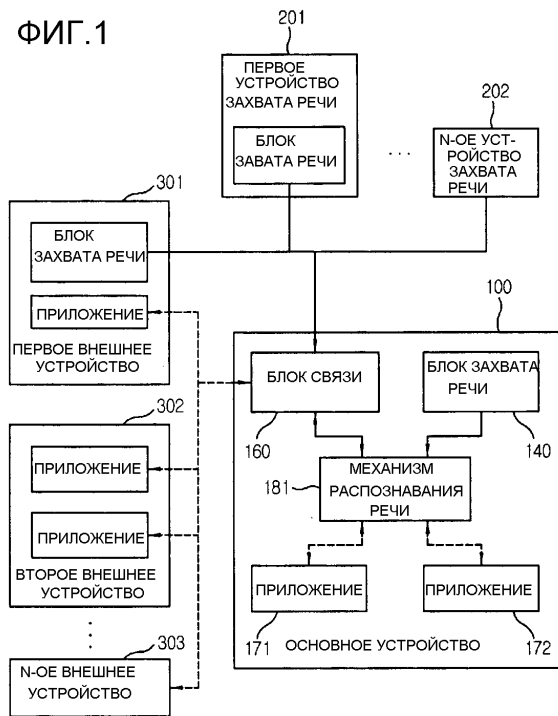 ФИГ.1
201
ПЕРВОЕ
УСТРОЙСТВО
ЗАХВАТА РЕЧИ
БЛОК
ЗАВАТА РЕЧИ
...
202
N-ОЕ УСТ-
РОЙСТВО
ЗАХВАТА
РЕЧИ
301
БЛОК
ЗАХВАТА РЕЧИ
ПРИЛОЖЕНИЕ
ПЕРВОЕ ВНЕШНЕЕ
УСТРОЙСТВО
302
ПРИЛОЖЕНИЕ
ПРИЛОЖЕНИЕ
ВТОРОЕ ВНЕШНЕЕ
УСТРОЙСТВО
303
N-ОЕ ВНЕШНЕЕ
УСТРОЙСТВО
100
БЛОК СВЯЗИ
160
БЛОК ЗАХВАТА
РЕЧИ
140
181
МЕХАНИЗМ
РАСПОЗНАВАНИЯ
РЕЧИ
ПРИЛОЖЕНИЕ
171
ПРИЛОЖЕНИЕ
172
ОСНОВНОЕ УСТРОЙСТВО